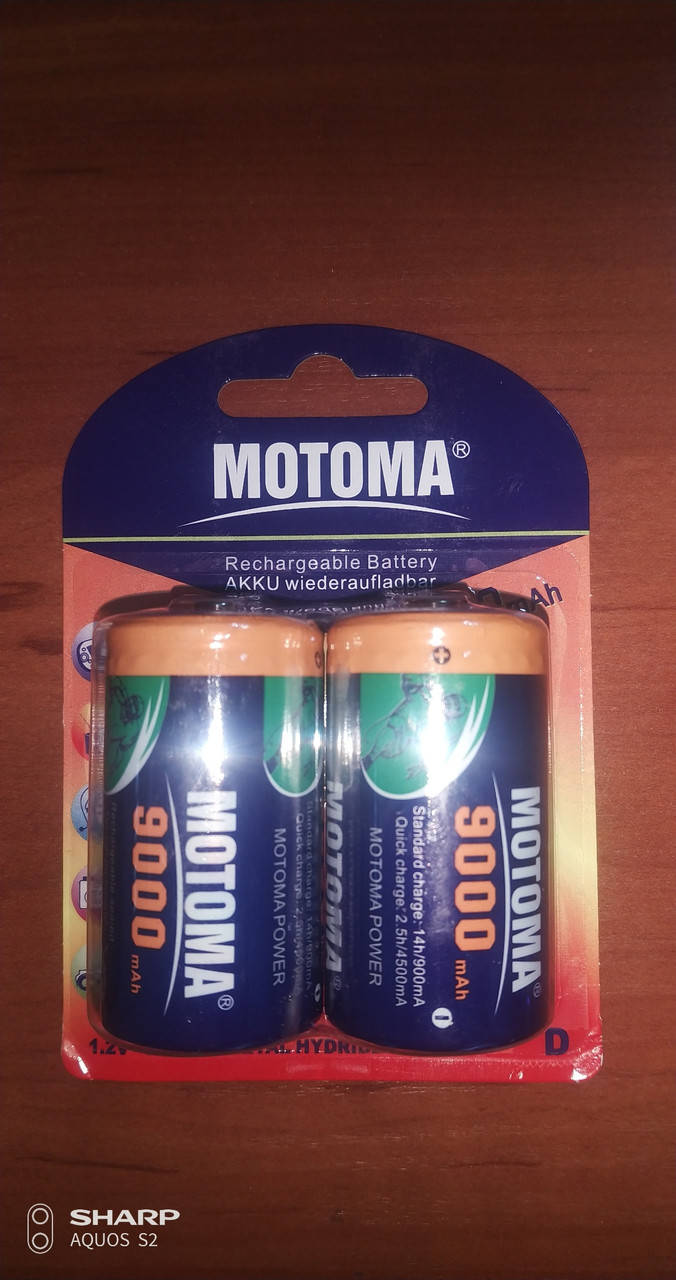 MOTOMA®
Rechargeable Battery
AKKU wiederaufladbar
mAh
MOTOMA®
9000 mAh
MOTOMA POWER
MOTOMA®
+
MOTOMA®
9000 mAh
Standard charge: 14h/900mA
Quick charge: 2.5h/4500mA
MOTOMA POWER
1.2V
D
SHARP
AQUOS S2